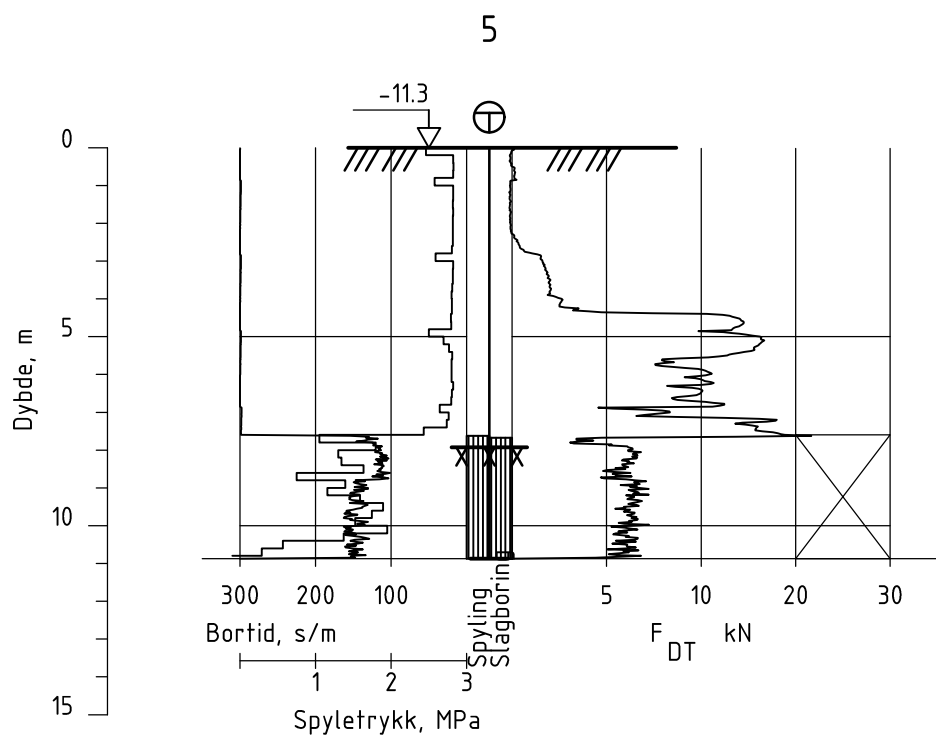 5
-11.3
0
5
10
15
Dybde, m
300 200 100 5 10 20 30
Bortid, s/m
Spyling
Slagboring
F DT kN
1 2 3
Spyletrykk, MPa